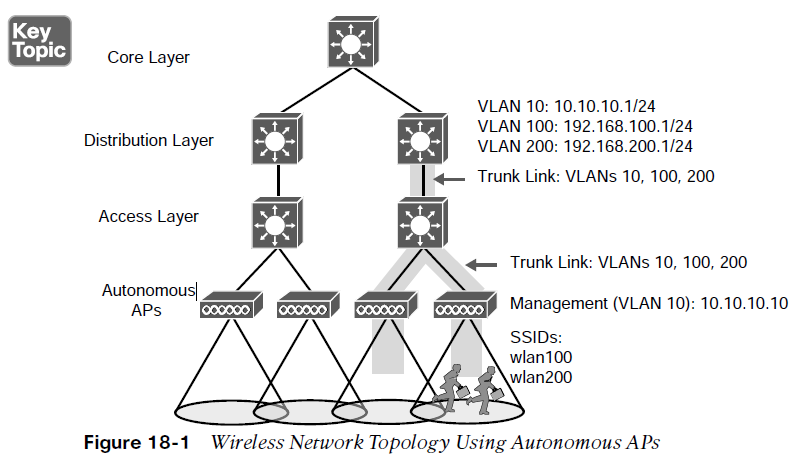 Key
Topic
Core Layer
VLAN 10: 10.10.10.1/24
VLAN 100: 192.168.100.1/24
VLAN 200: 192.168.200.1/24
Distribution Layer
Trunk Link: VLANs 10, 100, 200
Access Layer
Trunk Link: VLANs 10, 100, 200
Autonomous
APs
Management (VLAN 10): 10.10.10.10
SSIDs:
wlan100
wlan200
Figure 18-1 Wireless Network Topology Using Autonomous APs